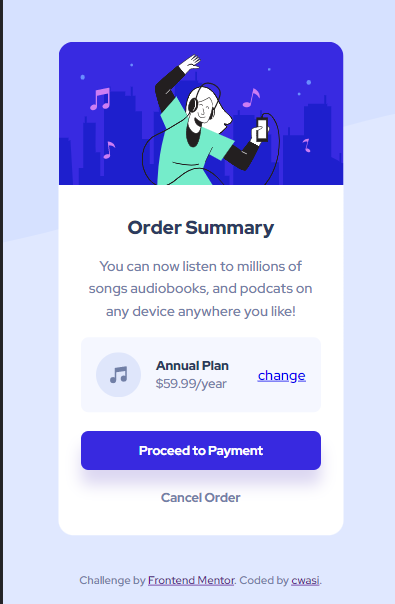 Order Summary
You can now listen to millions of
songs audiobooks, and podcats on
any device anywhere you like!
Annual Plan
$59.99/year
change
Proceed to Payment
Cancel Order
Challenge by Frontend Mentor. Coded by cwasi.